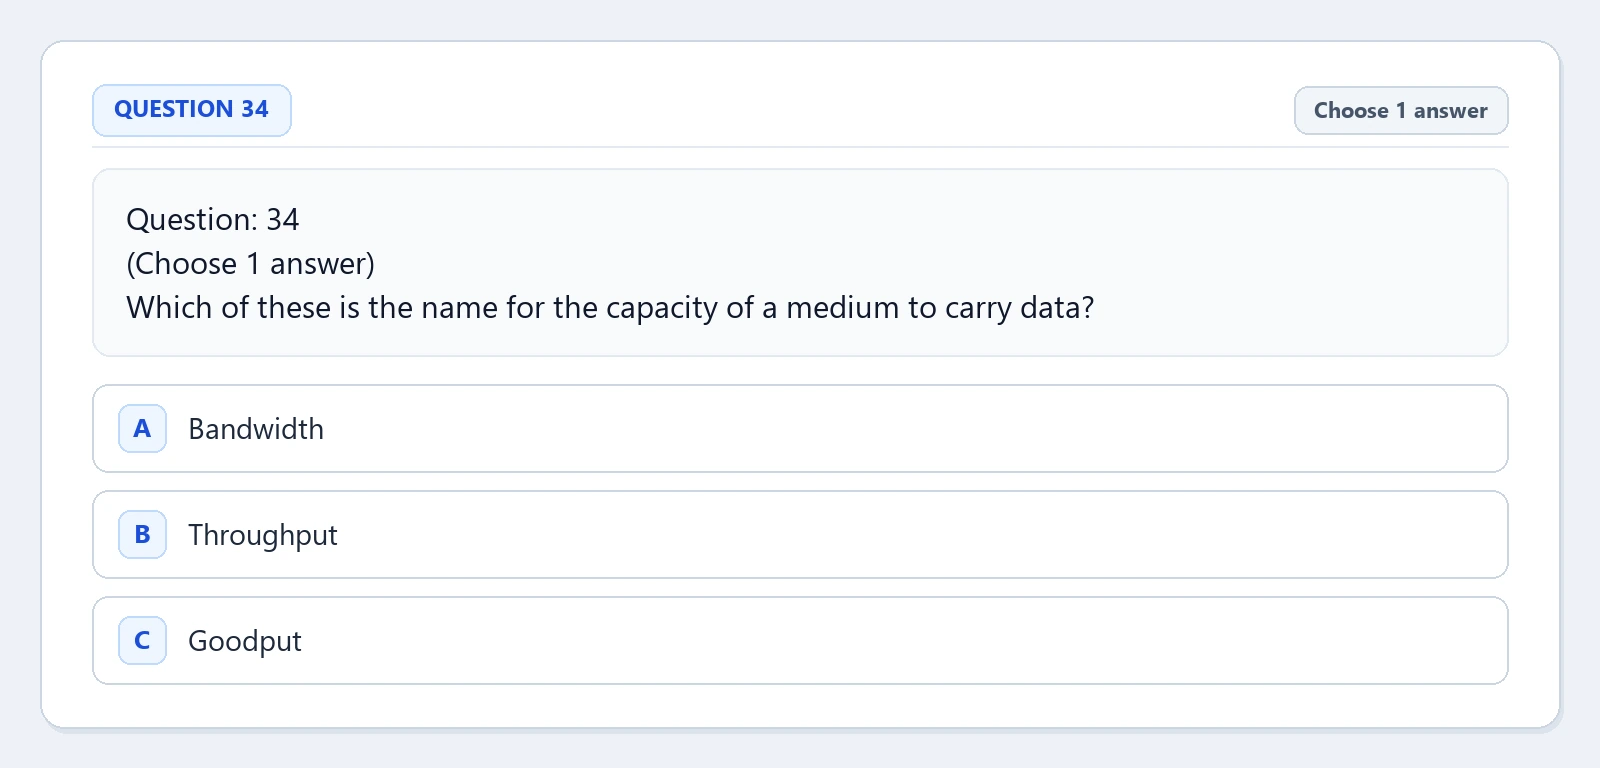 QUESTION 34
Choose 1 answer
Question: 34
(Choose 1 answer)
Which of these is the name for the capacity of a medium to carry data?
A Bandwidth
B Throughput
C Goodput